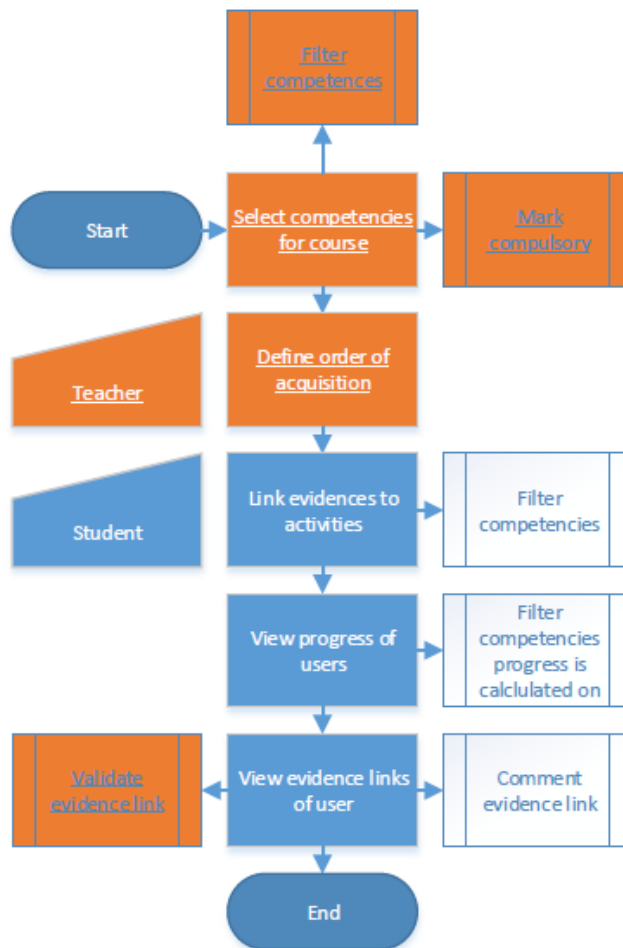 Filter
competences
Start
Select competencies
for course
Mark
compulsory
Teacher
Define order of
acquisition
Student
Link evidences to
activities
Filter
competencies
View progress of
users
Filter
competencies
progress is
calclulated on
Validate
evidence link
View evidence links
of user
Comment
evidence link
End